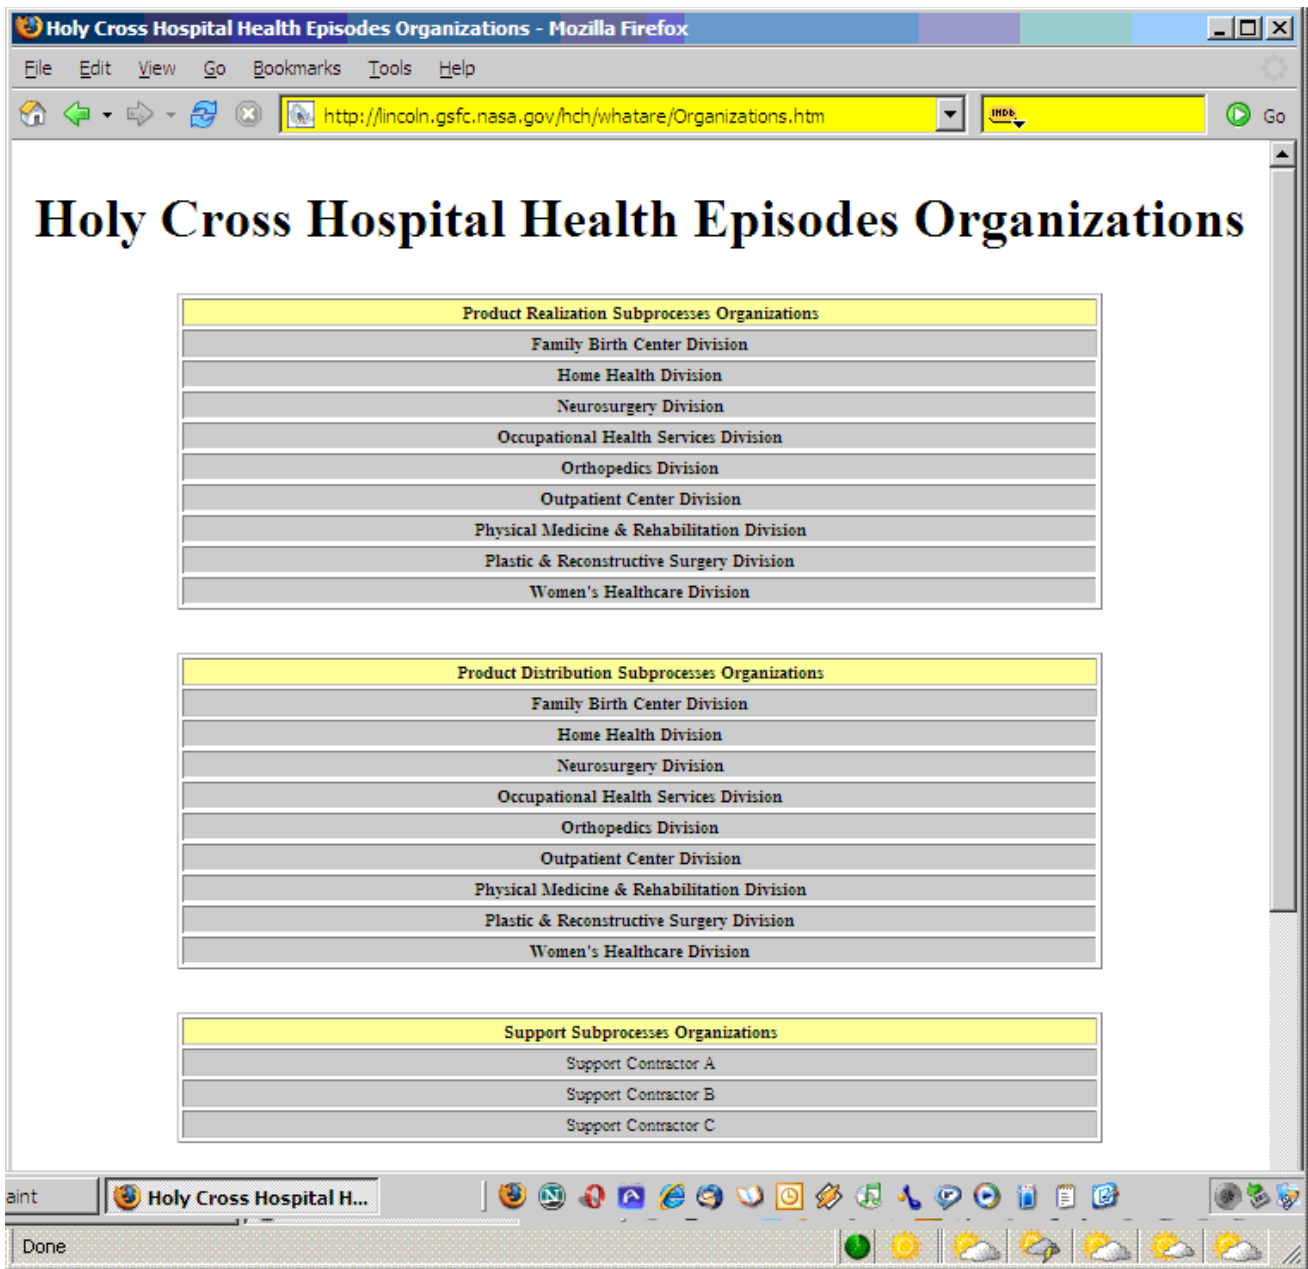 Holy Cross Hospital Health Episodes Organizations - Mozilla Firefox
File Edit View Go Bookmarks Tools Help
http://lincoln.gsfc.nasa.gov/hch/whatare/Organizations.htm IMDb Go
Holy Cross Hospital Health Episodes Organizations
Product Realization Subprocesses Organizations
Family Birth Center Division
Home Health Division
Neurosurgery Division
Occupational Health Services Division
Orthopedics Division
Outpatient Center Division
Physical Medicine & Rehabilitation Division
Plastic & Reconstructive Surgery Division
Women's Healthcare Division
Product Distribution Subprocesses Organizations
Family Birth Center Division
Home Health Division
Neurosurgery Division
Occupational Health Services Division
Orthopedics Division
Outpatient Center Division
Physical Medicine & Rehabilitation Division
Plastic & Reconstructive Surgery Division
Women's Healthcare Division
Support Subprocesses Organizations
Support Contractor A
Support Contractor B
Support Contractor C
aint Holy Cross Hospital H...
Done